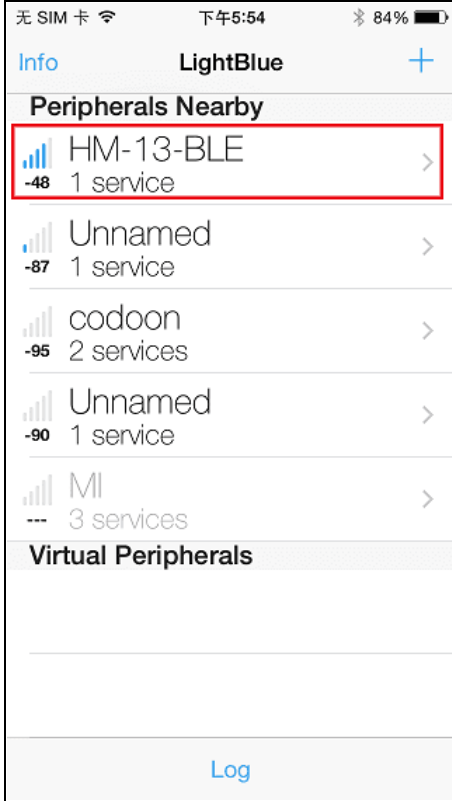 无 SIM 卡 下午5:54 84%
Info LightBlue +
Peripherals Nearby
HM-13-BLE
-48 1 service
Unnamed
-87 1 service
codoon
-95 2 services
Unnamed
-90 1 service
MI
--- 3 services
Virtual Peripherals
Log